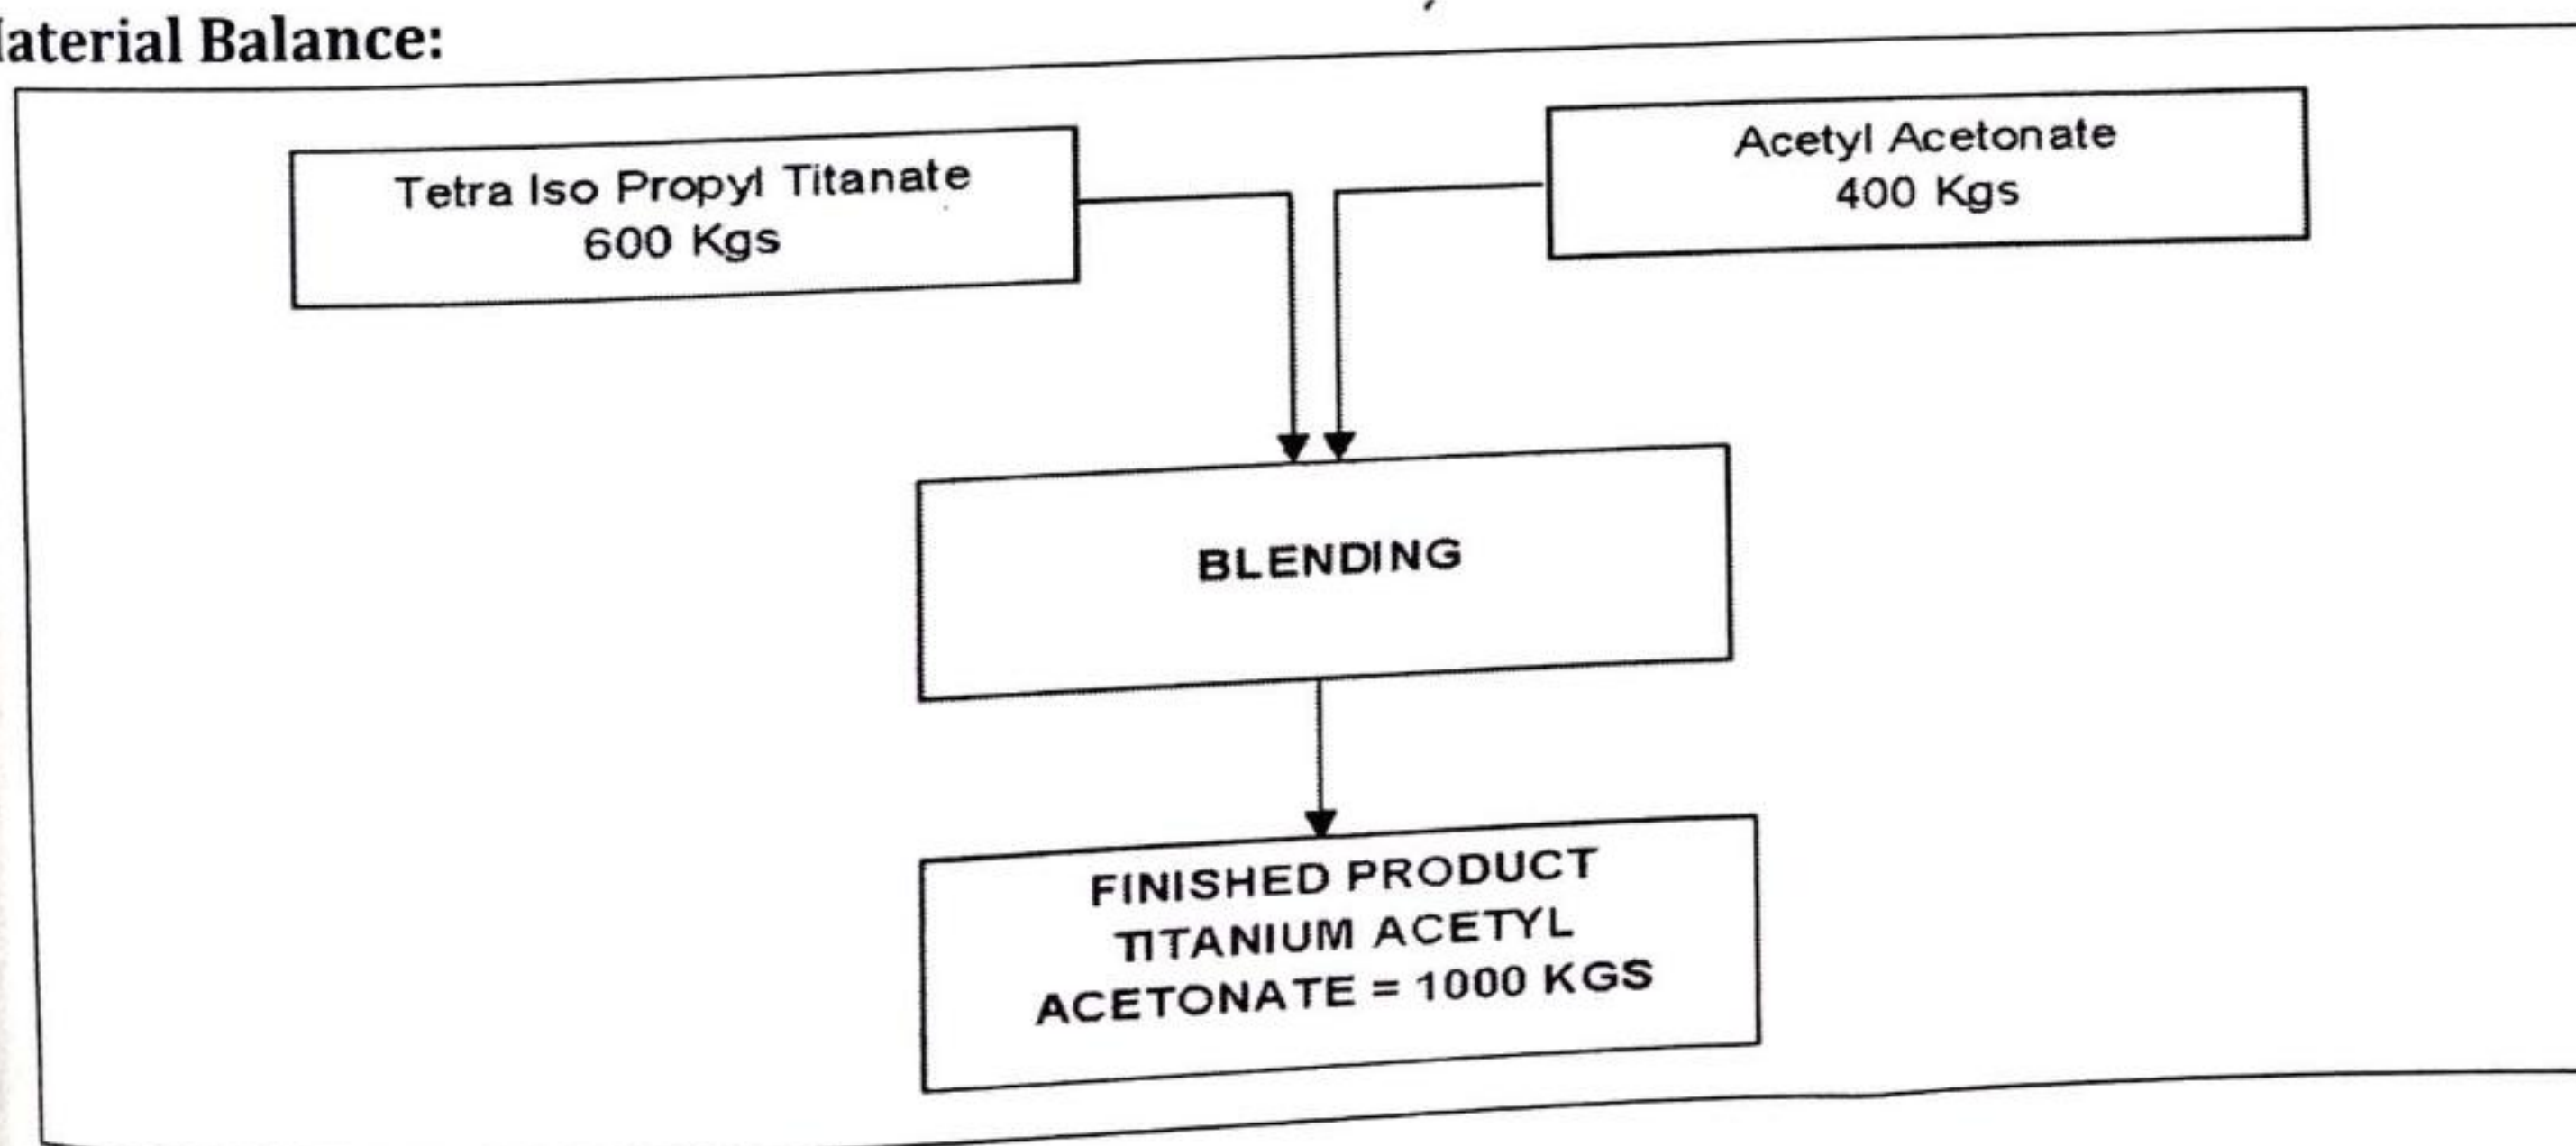 aterial Balance:
Tetra Iso Propyl Titanate
600 Kgs
Acetyl Acetonate
400 Kgs
BLENDING
FINISHED PRODUCT
TITANIUM ACETYL
ACETONATE = 1000 KGS